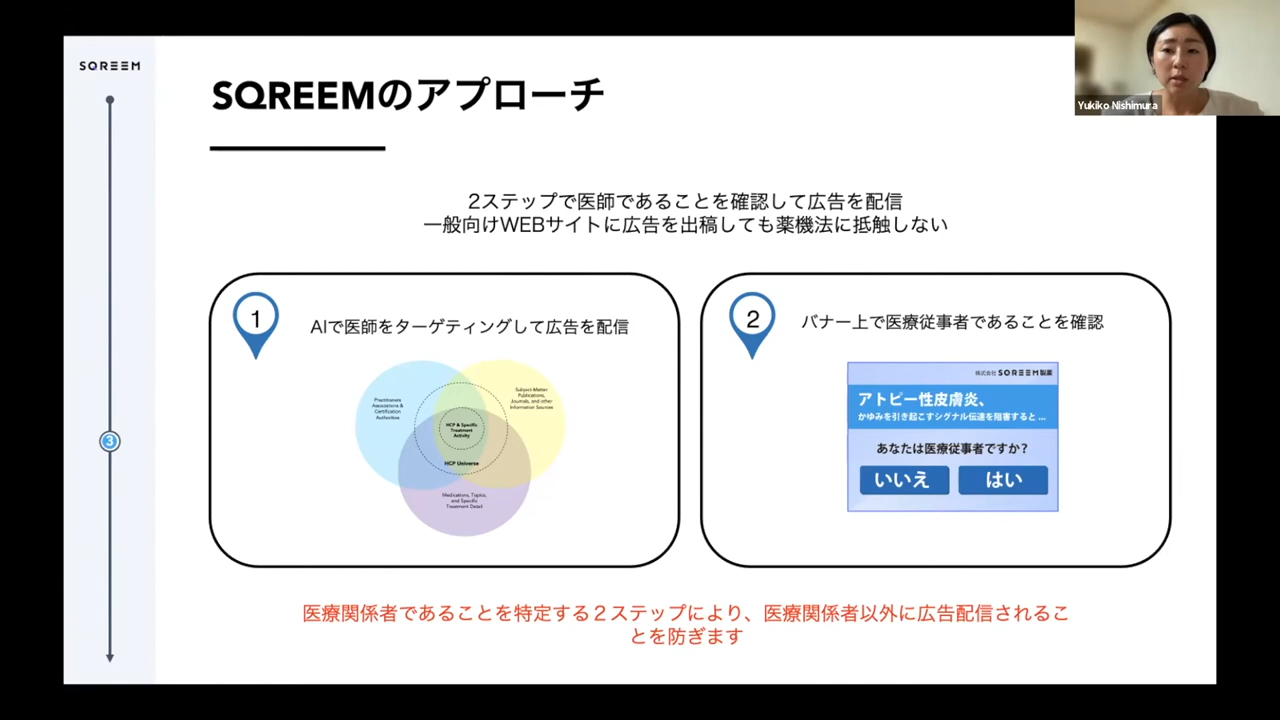 SQREEM
SQREEMのアプローチ
Yukiko Nishimura
2ステップで医師であることを確認して広告を配信
一般向けWEBサイトに広告を出稿しても薬機法に抵触しない
1
AIで医師をターゲティングして広告を配信
Practitioners
Associations &
Certification
Authorities
Subject-Matter
Publications,
Journals, and other
Information Sources
HCP & Specific
Treatment
Activity
HCP Universe
Medications, Topics,
and Specific
Treatment Detail
2
バナー上で医療従事者であることを確認
株式会社 SQREEM製薬
アトピー性皮膚炎、
かゆみを引き起こすシグナル伝達を阻害すると ...
あなたは医療従事者ですか?
いいえ
はい
3
医療関係者であることを特定する２ステップにより、医療関係者以外に広告配信されるこ
とを防ぎます